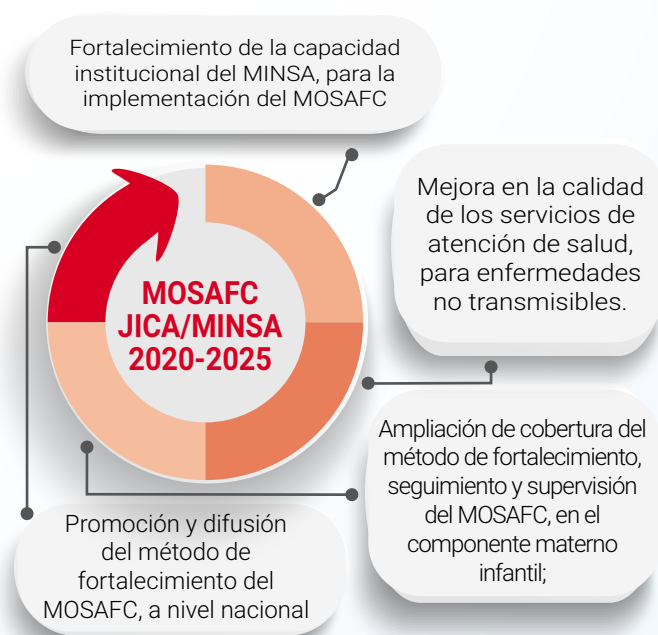 Fortalecimiento de la capacidad
institucional del MINSA, para la
implementación del MOSAFC
Mejora en la calidad
de los servicios de
atención de salud,
para enfermedades
no transmisibles.
MOSAFC
JICA/MINSA
2020-2025
Ampliación de cobertura del
método de fortalecimiento,
seguimiento y supervisión
del MOSAFC, en el
componente materno
infantil;
Promoción y difusión
del método de
fortalecimiento del
MOSAFC, a nivel nacional